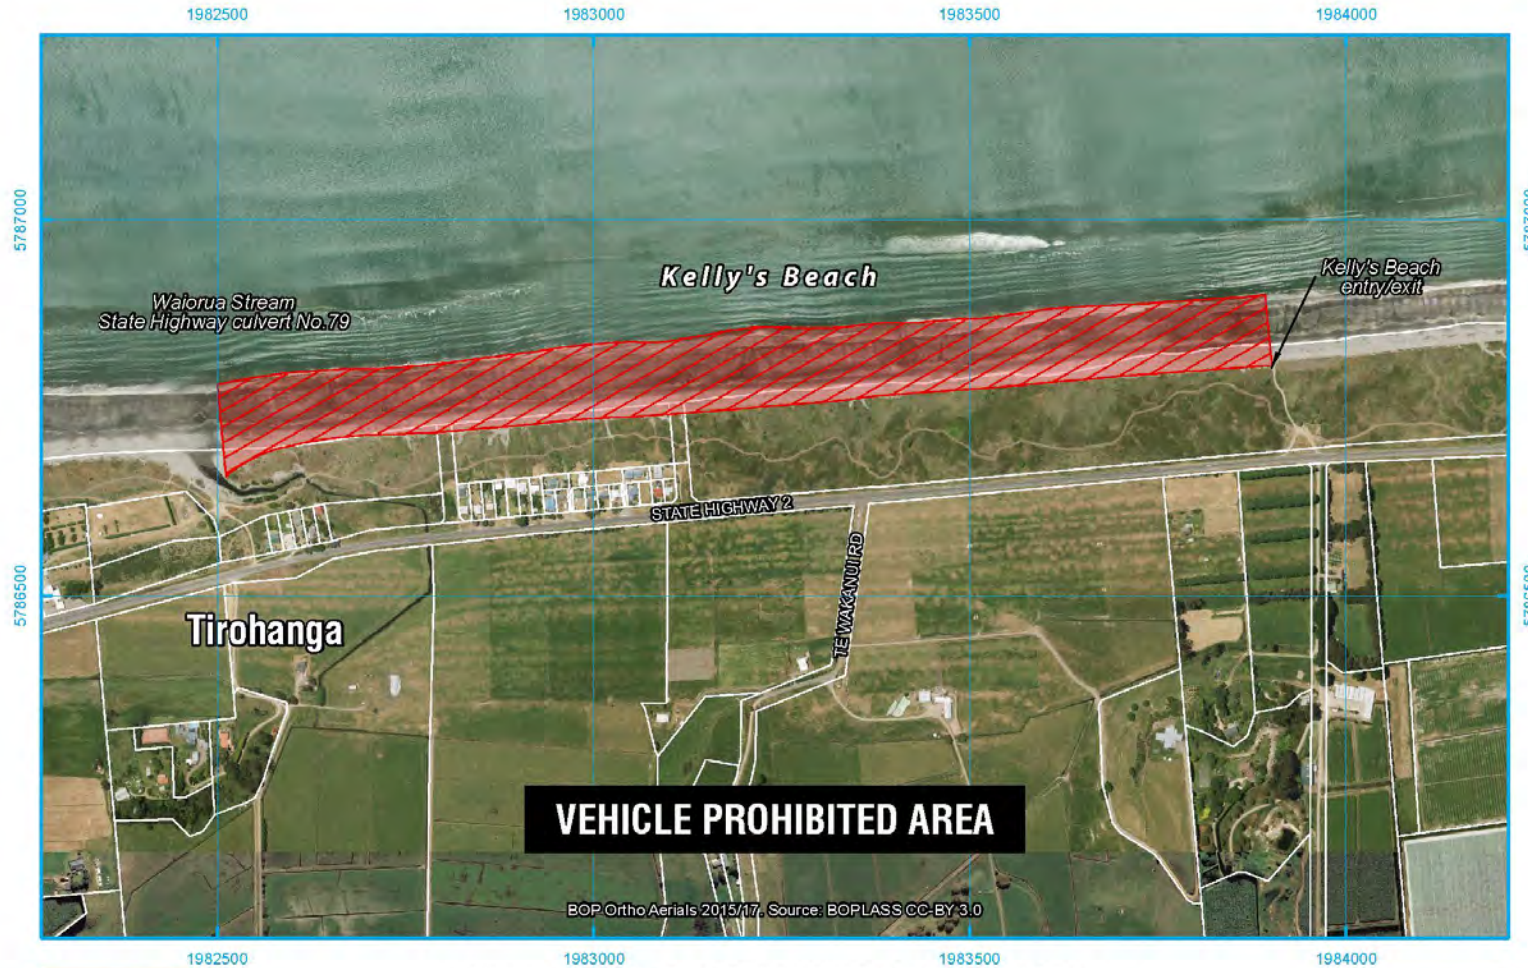 1982500
1983000
1983500
1984000
5787000
5787000
Kelly's Beach
Kelly's Beach
entry/exit
Waiorua Stream
State Highway culvert No.79
STATE HIGHWAY 2
TE WAKANUI RD
5786500
5786500
Tirohanga
VEHICLE PROHIBITED AREA
BOP Ortho Aerials 2015/17. Source: BOPLASS CC-BY 3.0
1982500
1983000
1983500
1984000